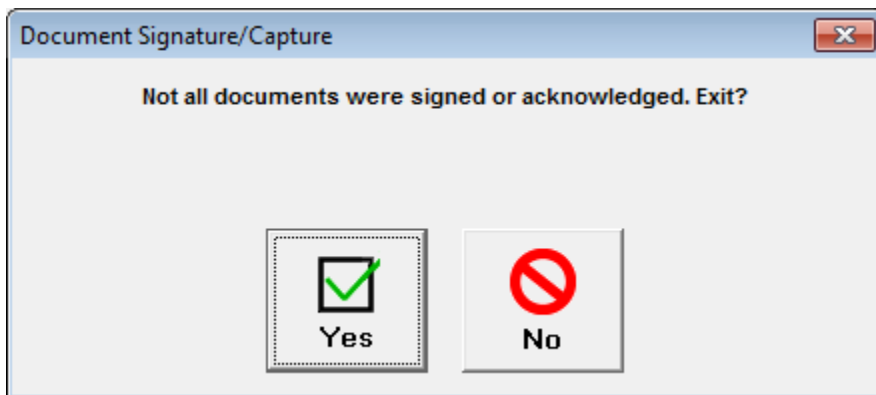 Document Signature/Capture
Not all documents were signed or acknowledged. Exit?
Yes
No